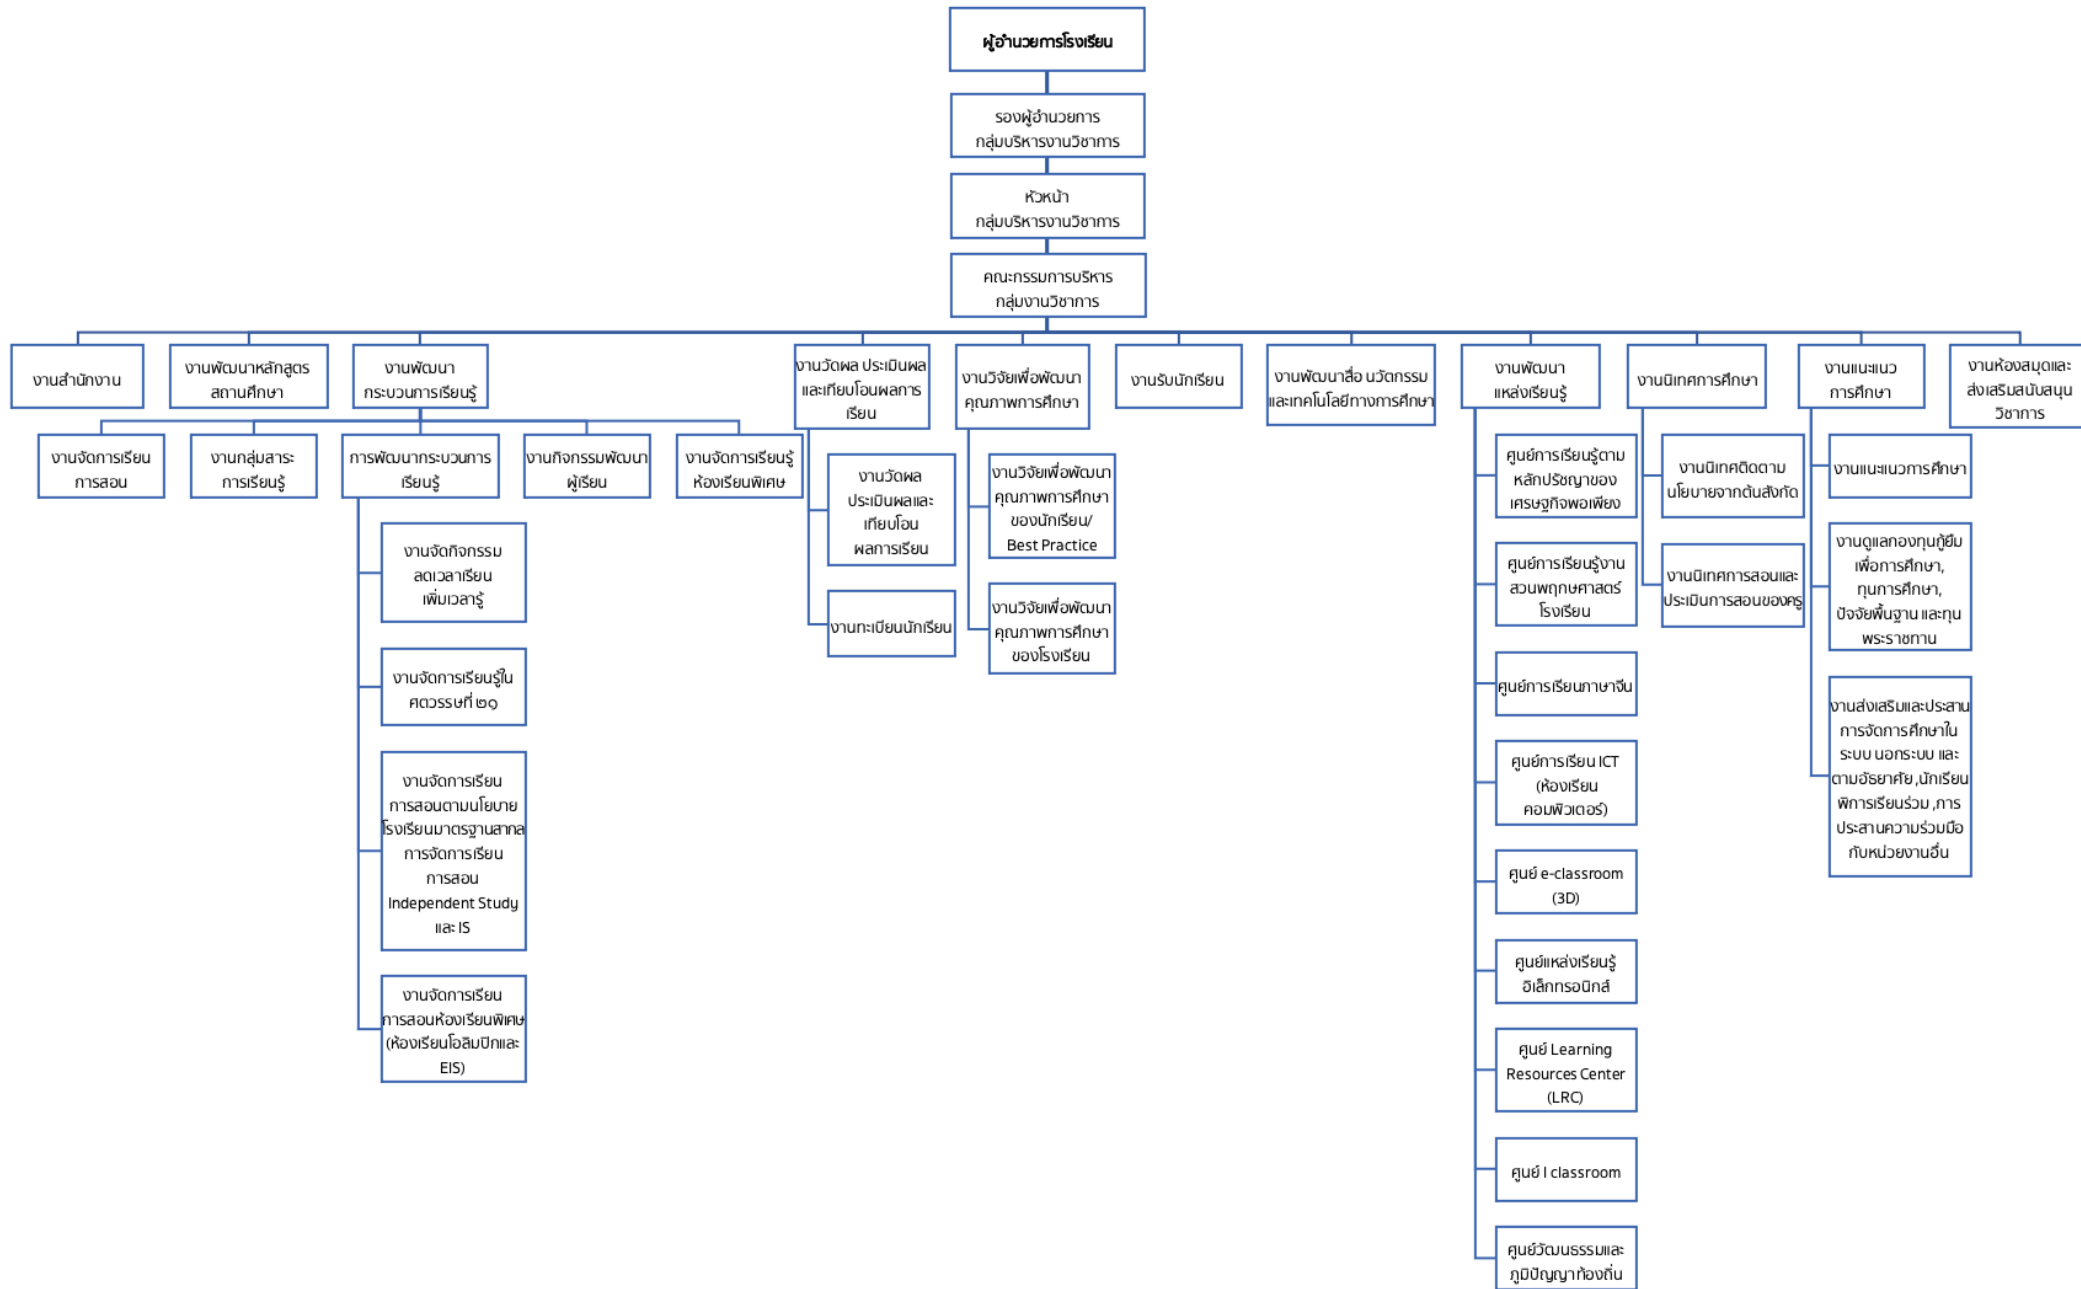 ผู้อำนวยการโรงเรียน
รองผู้อำนวยการ
กลุ่มบริหารงานวิชาการ
หัวหน้า
กลุ่มบริหารงานวิชาการ
คณะกรรมการบริหาร
กลุ่มงานวิชาการ
งานสำนักงาน
งานพัฒนาหลักสูตร
สถานศึกษา
งานพัฒนา
กระบวนการเรียนรู้
งานจัดการเรียน
การสอน
งานกลุ่มสาระ
การเรียนรู้
การพัฒนากระบวนการ
เรียนรู้
งานจัดกิจกรรม
ลดเวลาเรียน
เพิ่มเวลารู้
งานจัดการเรียนรู้ใน
ศตวรรษที่ ๒๑
งานจัดการเรียน
การสอนตามนโยบาย
โรงเรียนมาตรฐานสากล
การจัดการเรียน
การสอน
Independent Study
และ IS
งานจัดการเรียน
การสอนห้องเรียนพิเศษ
(ห้องเรียนโอลิมปิกและ
EIS)
งานกิจกรรมพัฒนา
ผู้เรียน
งานจัดการเรียนรู้
ห้องเรียนพิเศษ
งานวัดผล ประเมินผล
และเทียบโอนผลการ
เรียน
งานวัดผล
ประเมินผลและ
เทียบโอน
ผลการเรียน
งานทะเบียนนักเรียน
งานวิจัยเพื่อพัฒนา
คุณภาพการศึกษา
งานวิจัยเพื่อพัฒนา
คุณภาพการศึกษา
ของนักเรียน/
Best Practice
งานวิจัยเพื่อพัฒนา
คุณภาพการศึกษา
ของโรงเรียน
งานรับนักเรียน
งานพัฒนาสื่อ นวัตกรรม
และเทคโนโลยีทางการศึกษา
งานพัฒนา
แหล่งเรียนรู้
ศูนย์การเรียนรู้ตาม
หลักปรัชญาของ
เศรษฐกิจพอเพียง
ศูนย์การเรียนรู้งาน
สวนพฤกษศาสตร์
โรงเรียน
ศูนย์การเรียนภาษาจีน
ศูนย์การเรียน ICT
(ห้องเรียน
คอมพิวเตอร์)
ศูนย์ e-classroom
(3D)
ศูนย์แหล่งเรียนรู้
อิเล็กทรอนิกส์
ศูนย์ Learning
Resources Center
(LRC)
ศูนย์ I classroom
ศูนย์วัฒนธรรมและ
ภูมิปัญญาท้องถิ่น
งานนิเทศการศึกษา
งานนิเทศติดตาม
นโยบายจากต้นสังกัด
งานนิเทศการสอนและ
ประเมินการสอนของครู
งานแนะแนว
การศึกษา
งานแนะแนวการศึกษา
งานดูแลกองทุนกู้ยืม
เพื่อการศึกษา,
ทุนการศึกษา,
ปัจจัยพื้นฐาน และทุน
พระราชทาน
งานส่งเสริมและประสาน
การจัดการศึกษาใน
ระบบ นอกระบบ และ
ตามอัธยาศัย ,นักเรียน
พิการเรียนร่วม ,การ
ประสานความร่วมมือ
กับหน่วยงานอื่น
งานห้องสมุดและ
ส่งเสริมสนับสนุน
วิชาการ